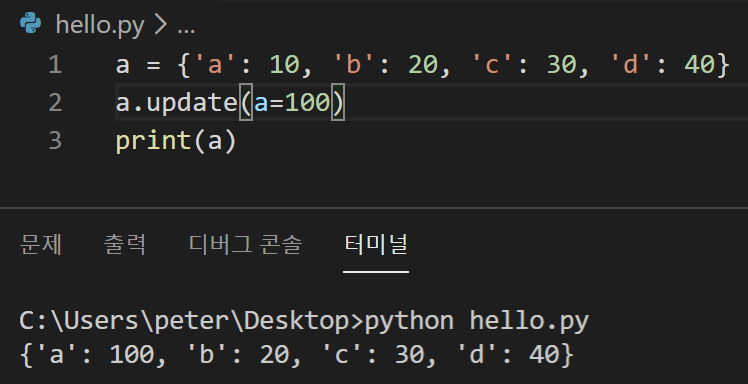 hello.py > ...
1 a = {'a': 10, 'b': 20, 'c': 30, 'd': 40}
2 a.update(a=100)
3 print(a)
문제 출력 디버그 콘솔 터미널
C:\Users\peter\Desktop>python hello.py
{'a': 100, 'b': 20, 'c': 30, 'd': 40}